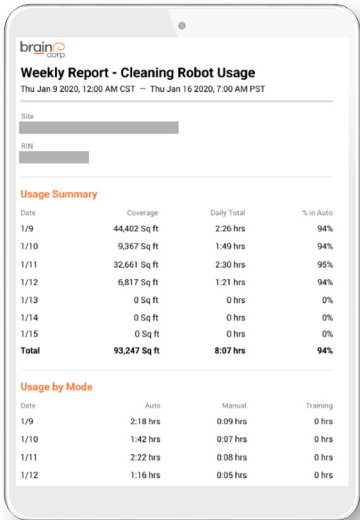 brain
corp
Weekly Report - Cleaning Robot Usage
Thu Jan 9 2020, 12:00 AM CST — Thu Jan 16 2020, 7:00 AM PST
Site
RIN
Usage Summary
Date Coverage Daily Total % in Auto
1/9 44,402 Sq ft 2:26 hrs 94%
1/10 9,367 Sq ft 1:49 hrs 94%
1/11 32,661 Sq ft 2:30 hrs 95%
1/12 6,817 Sq ft 1:21 hrs 94%
1/13 0 Sq ft 0 hrs 0%
1/14 0 Sq ft 0 hrs 0%
1/15 0 Sq ft 0 hrs 0%
Total 93,247 Sq ft 8:07 hrs 94%
Usage by Mode
Date Auto Manual Training
1/9 2:18 hrs 0:09 hrs 0 hrs
1/10 1:42 hrs 0:07 hrs 0 hrs
1/11 2:22 hrs 0:08 hrs 0 hrs
1/12 1:16 hrs 0:05 hrs 0 hrs